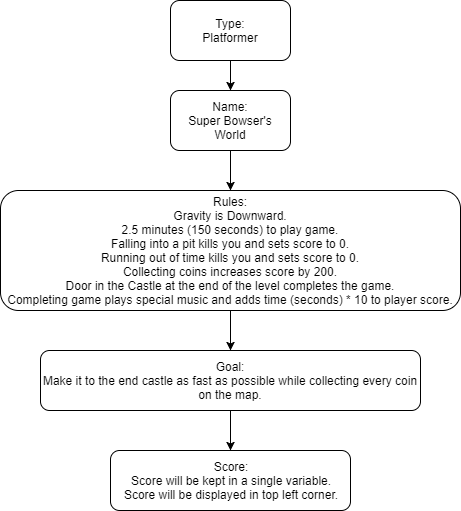 Type:
Platformer
Name:
Super Bowser's
World
Rules:
Gravity is Downward.
2.5 minutes (150 seconds) to play game.
Falling into a pit kills you and sets score to 0.
Running out of time kills you and sets score to 0.
Collecting coins increases score by 200.
Door in the Castle at the end of the level completes the game.
Completing game plays special music and adds time (seconds) * 10 to player score.
Goal:
Make it to the end castle as fast as possible while collecting every coin
on the map.
Score:
Score will be kept in a single variable.
Score will be displayed in top left corner.